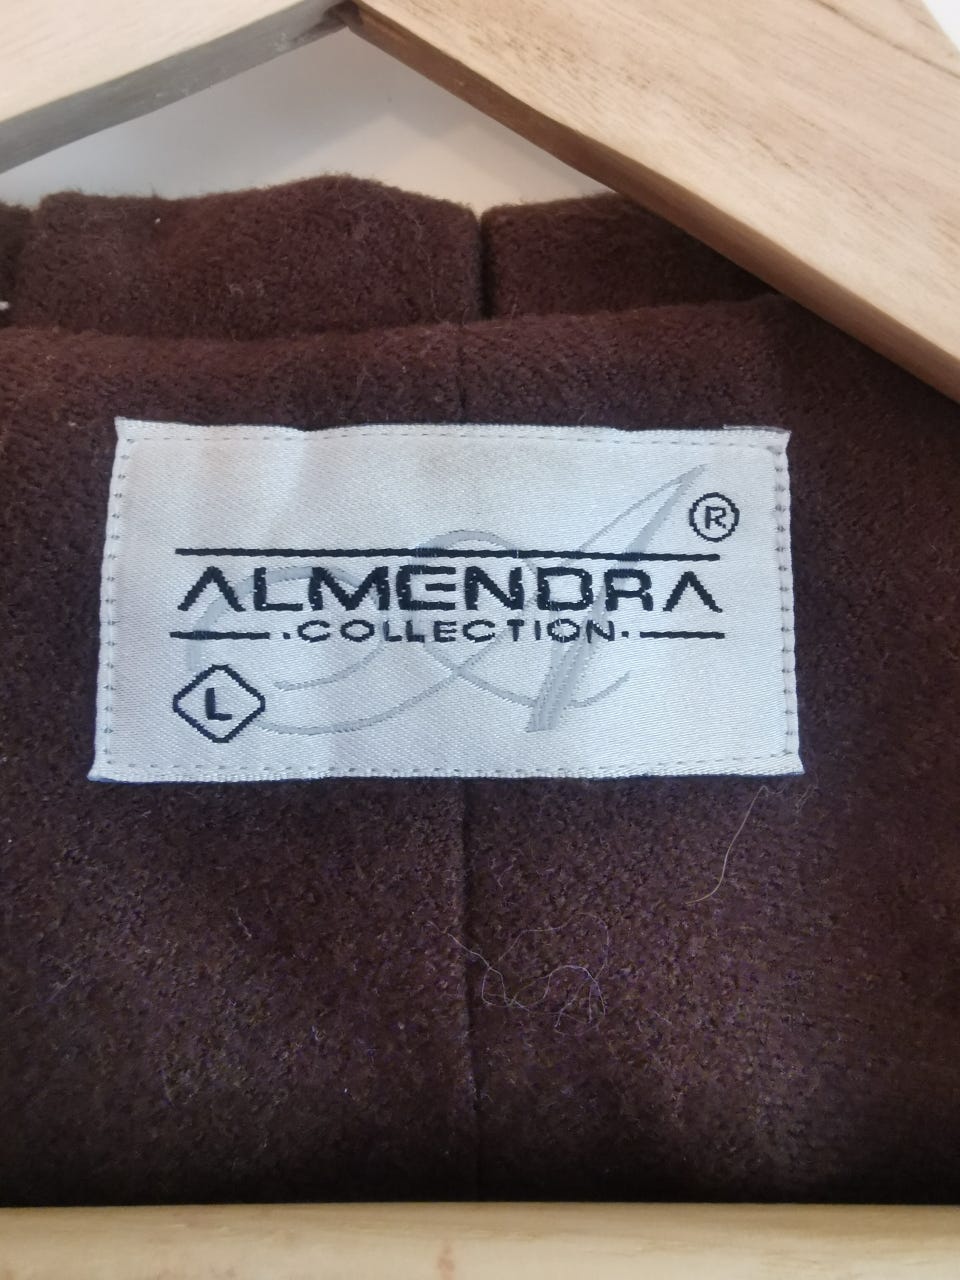 ®
ALMENDRA
·COLLECTION·
L